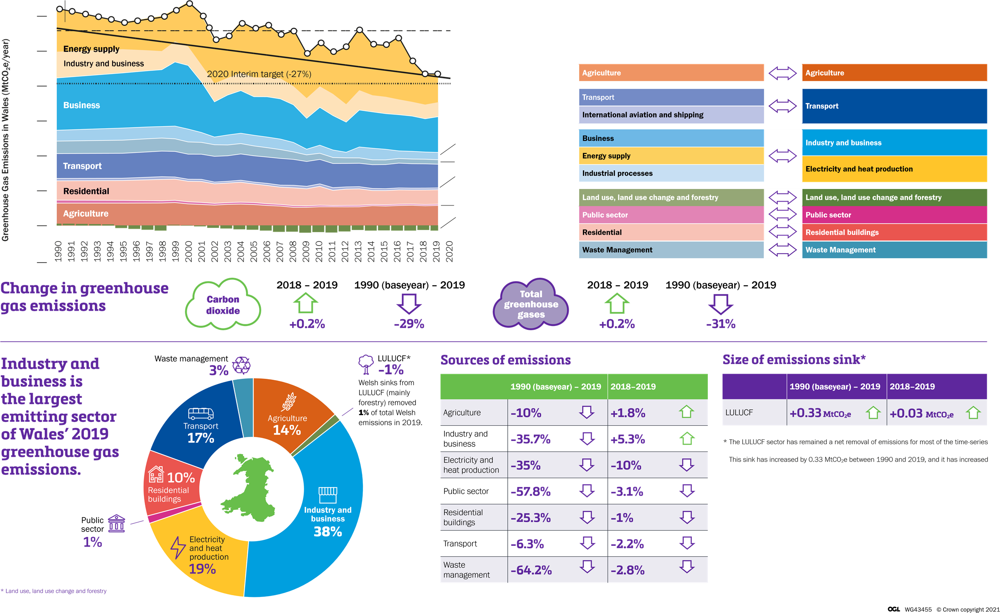 Greenhouse Gas Emissions in Wales (MtCO₂e/year)
Energy supply
Industry and business
2020 Interim target (-27%)
Business
Transport
Residential
Agriculture
1990 1991 1992 1993 1994 1995 1996 1997 1998 1999 2000 2001 2002 2003 2004 2005 2006 2007 2008 2009 2010 2011 2012 2013 2014 2015 2016 2017 2018 2019 2020
Agriculture
Agriculture
Transport
International aviation and shipping
Transport
Business
Energy supply
Industrial processes
Industry and business
Electricity and heat production
Land use, land use change and forestry
Land use, land use change and forestry
Public sector
Public sector
Residential
Residential buildings
Waste Management
Waste Management
Change in greenhouse
gas emissions
Carbon
dioxide
2018 – 2019
+0.2%
1990 (baseyear) – 2019
-29%
Total
greenhouse
gases
2018 – 2019
+0.2%
1990 (baseyear) – 2019
-31%
Industry and
business is
the largest
emitting sector
of Wales’ 2019
greenhouse gas
emissions.
Waste management
3%
LULUCF*
-1%
Welsh sinks from
LULUCF (mainly
forestry) removed
1% of total Welsh
emissions in 2019.
Agriculture
14%
Transport
17%
10%
Residential
buildings
Public
sector
1%
Industry and
business
38%
Electricity
and heat
production
19%
* Land use, land use change and forestry
Sources of emissions
1990 (baseyear) – 2019 2018–2019
Agriculture -10% +1.8%
Industry and
business -35.7% +5.3%
Electricity and
heat production -35% -10%
Public sector -57.8% -3.1%
Residential
buildings -25.3% -1%
Transport -6.3% -2.2%
Waste
management -64.2% -2.8%
Size of emissions sink*
1990 (baseyear) – 2019 2018–2019
LULUCF +0.33 MtCO₂e +0.03 MtCO₂e
* The LULUCF sector has remained a net removal of emissions for most of the time-series
This sink has increased by 0.33 MtCO₂e between 1990 and 2019, and it has increased
OGL WG43455 © Crown copyright 2021